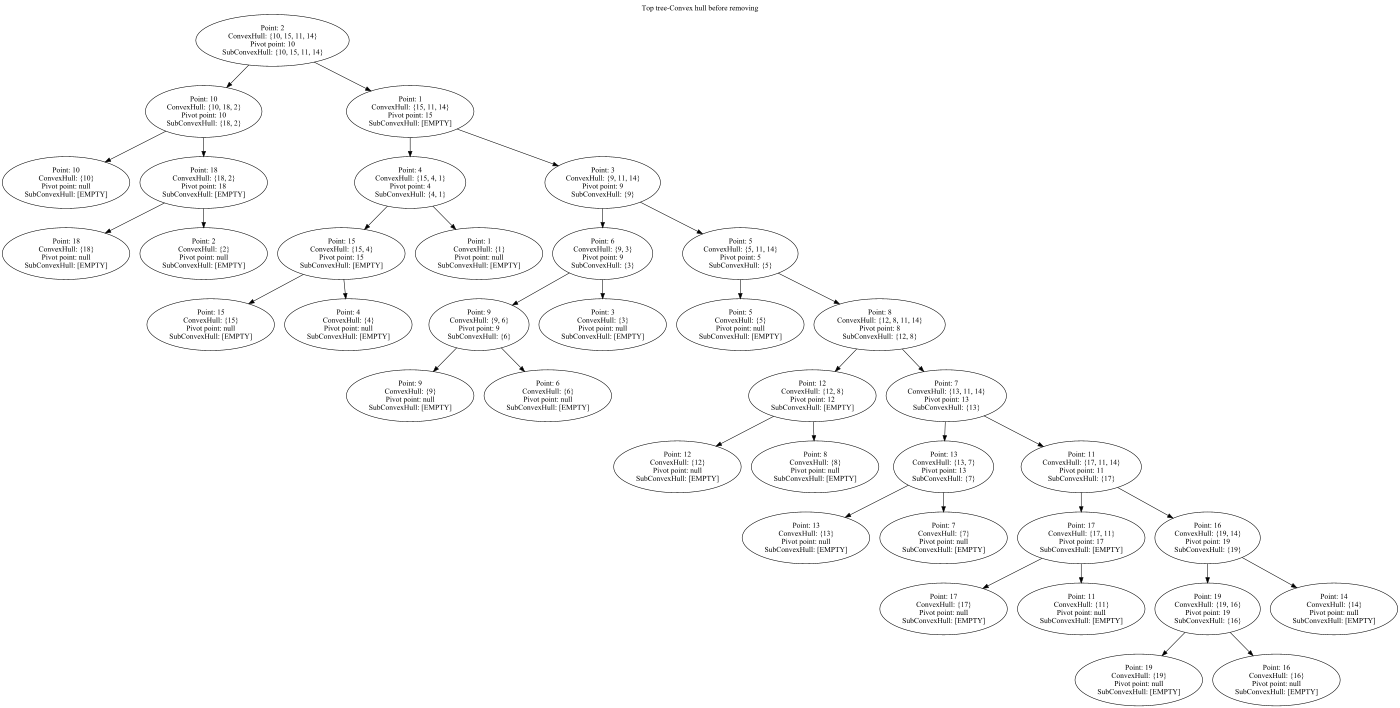 Top tree-Convex hull before removing
Point: 2
ConvexHull: {10, 15, 11, 14}
Pivot point: 10
SubConvexHull: {10, 15, 11, 14}
Point: 10
ConvexHull: {10, 18, 2}
Pivot point: 10
SubConvexHull: {18, 2}
Point: 1
ConvexHull: {15, 11, 14}
Pivot point: 15
SubConvexHull: [EMPTY]
Point: 10
ConvexHull: {10}
Pivot point: null
SubConvexHull: [EMPTY]
Point: 18
ConvexHull: {18, 2}
Pivot point: 18
SubConvexHull: [EMPTY]
Point: 4
ConvexHull: {15, 4, 1}
Pivot point: 4
SubConvexHull: {4, 1}
Point: 3
ConvexHull: {9, 11, 14}
Pivot point: 9
SubConvexHull: {9}
Point: 18
ConvexHull: {18}
Pivot point: null
SubConvexHull: [EMPTY]
Point: 2
ConvexHull: {2}
Pivot point: null
SubConvexHull: [EMPTY]
Point: 15
ConvexHull: {15, 4}
Pivot point: 15
SubConvexHull: [EMPTY]
Point: 1
ConvexHull: {1}
Pivot point: null
SubConvexHull: [EMPTY]
Point: 6
ConvexHull: {9, 3}
Pivot point: 9
SubConvexHull: {3}
Point: 5
ConvexHull: {5, 11, 14}
Pivot point: 5
SubConvexHull: {5}
Point: 15
ConvexHull: {15}
Pivot point: null
SubConvexHull: [EMPTY]
Point: 4
ConvexHull: {4}
Pivot point: null
SubConvexHull: [EMPTY]
Point: 9
ConvexHull: {9, 6}
Pivot point: 9
SubConvexHull: {6}
Point: 3
ConvexHull: {3}
Pivot point: null
SubConvexHull: [EMPTY]
Point: 5
ConvexHull: {5}
Pivot point: null
SubConvexHull: [EMPTY]
Point: 8
ConvexHull: {12, 8, 11, 14}
Pivot point: 8
SubConvexHull: {12, 8}
Point: 9
ConvexHull: {9}
Pivot point: null
SubConvexHull: [EMPTY]
Point: 6
ConvexHull: {6}
Pivot point: null
SubConvexHull: [EMPTY]
Point: 12
ConvexHull: {12, 8}
Pivot point: 12
SubConvexHull: [EMPTY]
Point: 7
ConvexHull: {13, 11, 14}
Pivot point: 13
SubConvexHull: {13}
Point: 12
ConvexHull: {12}
Pivot point: null
SubConvexHull: [EMPTY]
Point: 8
ConvexHull: {8}
Pivot point: null
SubConvexHull: [EMPTY]
Point: 13
ConvexHull: {13, 7}
Pivot point: 13
SubConvexHull: {7}
Point: 11
ConvexHull: {17, 11, 14}
Pivot point: 11
SubConvexHull: {17}
Point: 13
ConvexHull: {13}
Pivot point: null
SubConvexHull: [EMPTY]
Point: 7
ConvexHull: {7}
Pivot point: null
SubConvexHull: [EMPTY]
Point: 17
ConvexHull: {17, 11}
Pivot point: 17
SubConvexHull: [EMPTY]
Point: 16
ConvexHull: {19, 14}
Pivot point: 19
SubConvexHull: {19}
Point: 17
ConvexHull: {17}
Pivot point: null
SubConvexHull: [EMPTY]
Point: 11
ConvexHull: {11}
Pivot point: null
SubConvexHull: [EMPTY]
Point: 19
ConvexHull: {19, 16}
Pivot point: 19
SubConvexHull: {16}
Point: 14
ConvexHull: {14}
Pivot point: null
SubConvexHull: [EMPTY]
Point: 19
ConvexHull: {19}
Pivot point: null
SubConvexHull: [EMPTY]
Point: 16
ConvexHull: {16}
Pivot point: null
SubConvexHull: [EMPTY]